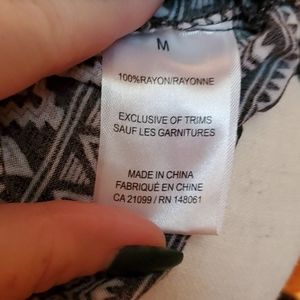 M
100%RAYON/RAYONNE
EXCLUSIVE OF TRIMS
SAUF LES GARNITURES
MADE IN CHINA
FABRIQUÉ EN CHINE
CA 21099 / RN 148061